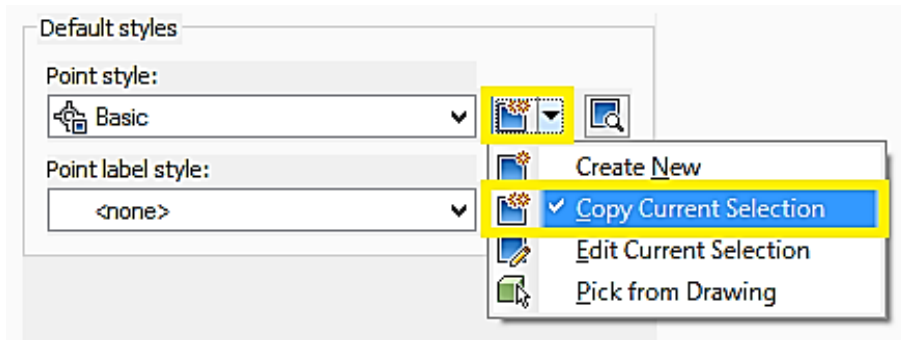 Default styles
Point style:
Basic
Point label style:
<none>
Create New
Copy Current Selection
Edit Current Selection
Pick from Drawing